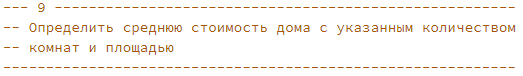 --- 9 --------------------------------------------------------
-- Определить среднюю стоимость дома с указанным количеством
-- комнат и площадью
--------------------------------------------------------------